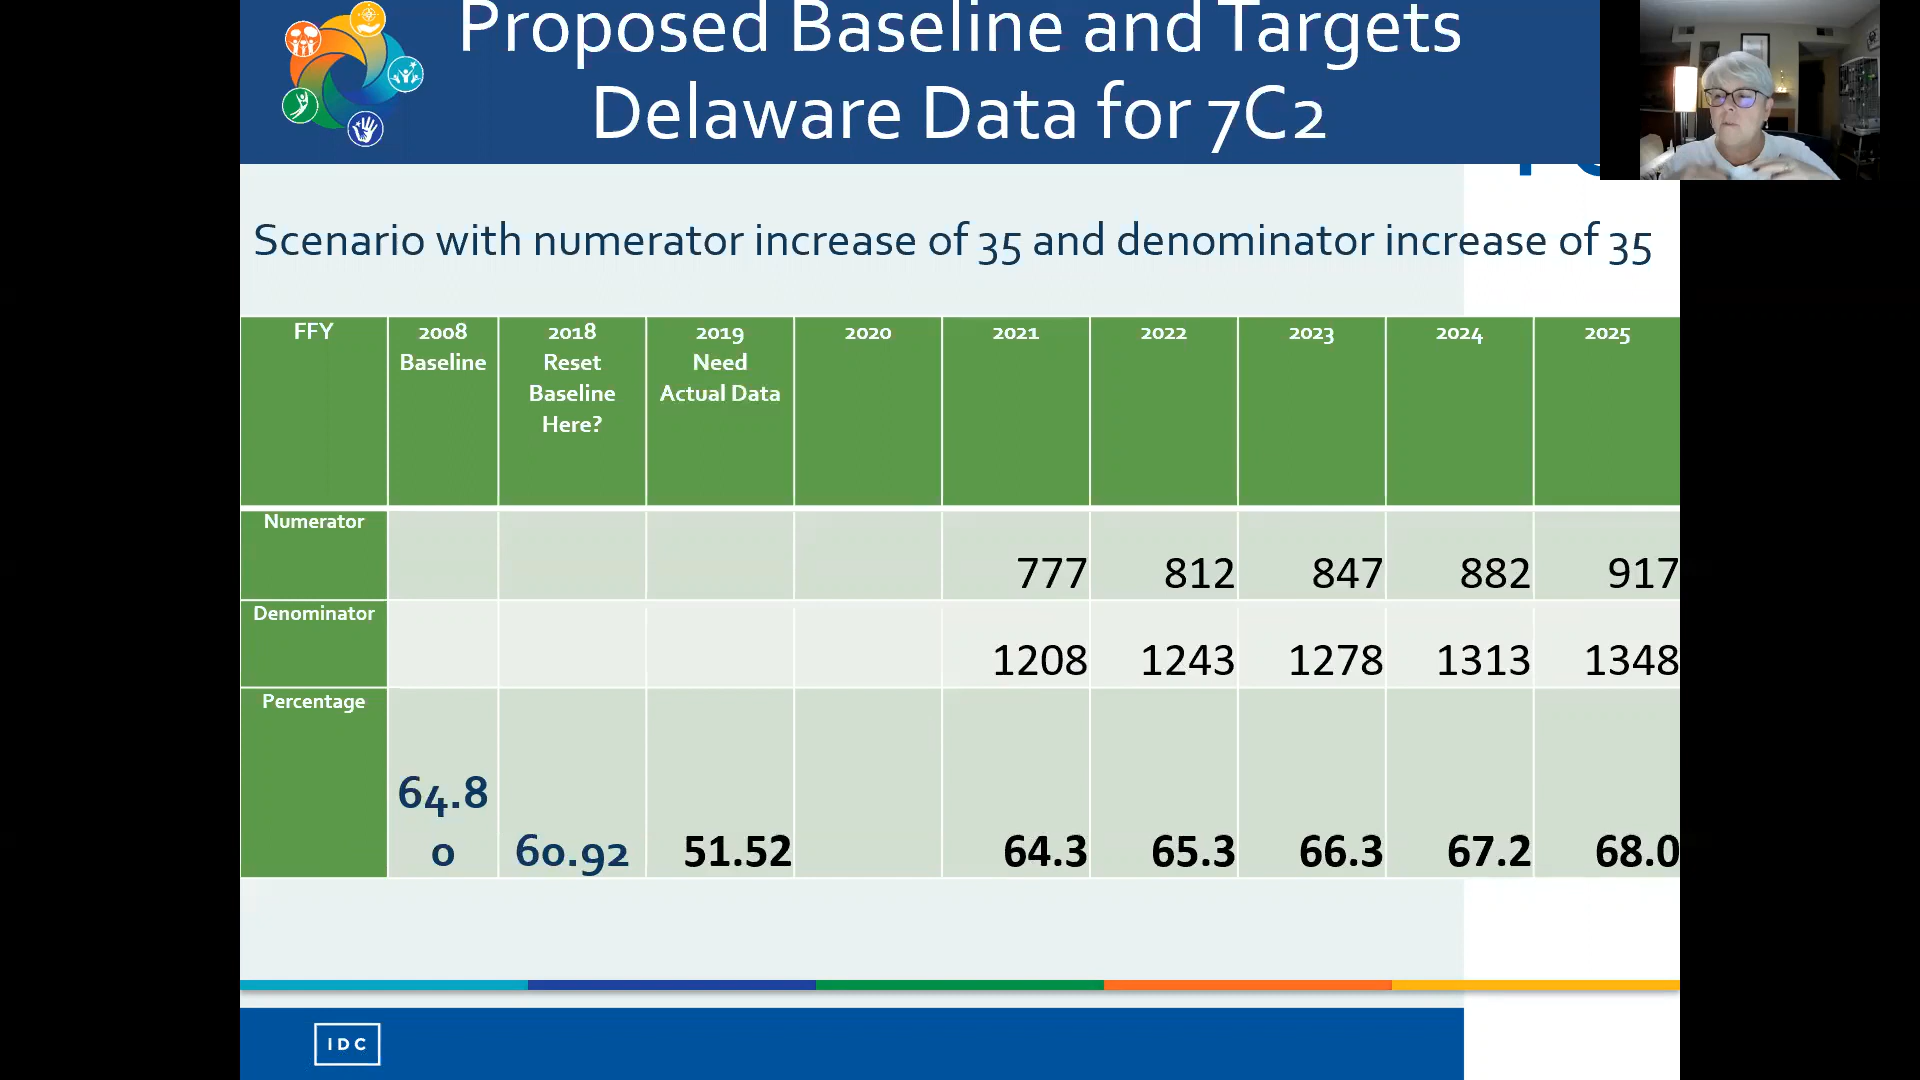 Proposed Baseline and Targets
Delaware Data for 7C2
Scenario with numerator increase of 35 and denominator increase of 35
FFY 2008 2018 2019 2020 2021 2022 2023 2024 2025
Baseline Reset Need
Baseline Actual Data
Here?
Numerator
777 812 847 882 917
Denominator
1208 1243 1278 1313 1348
Percentage
64.8
0 60.92 51.52 64.3 65.3 66.3 67.2 68.0
IDC